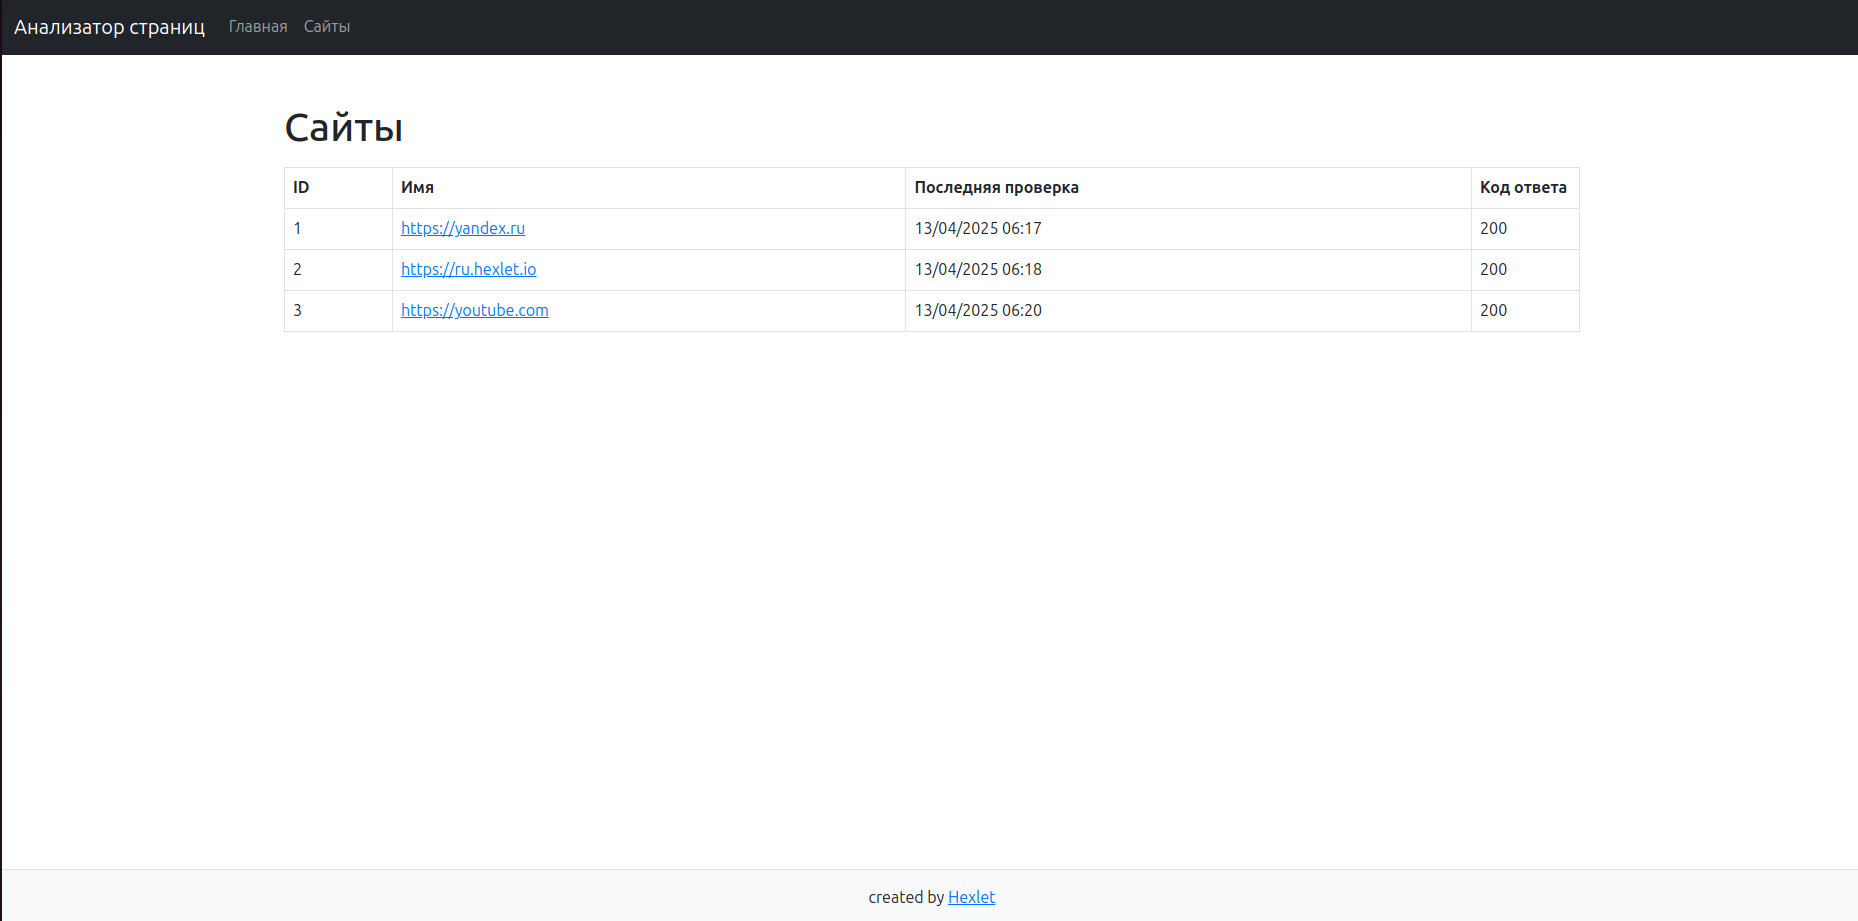 Анализатор страниц Главная Сайты
Сайты
ID Имя Последняя проверка Код ответа
1 https://yandex.ru 13/04/2025 06:17 200
2 https://ru.hexlet.io 13/04/2025 06:18 200
3 https://youtube.com 13/04/2025 06:20 200
created by Hexlet